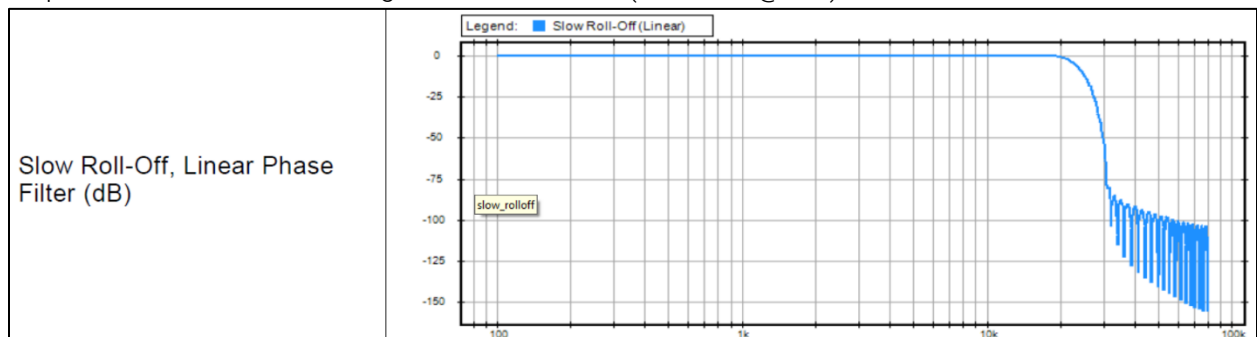 Legend: Slow Roll-Off (Linear)
0
-25
-50
-75
-100
-125
-150
Slow Roll-Off, Linear Phase
Filter (dB)
slow_rolloff
100
1k
10k
100k